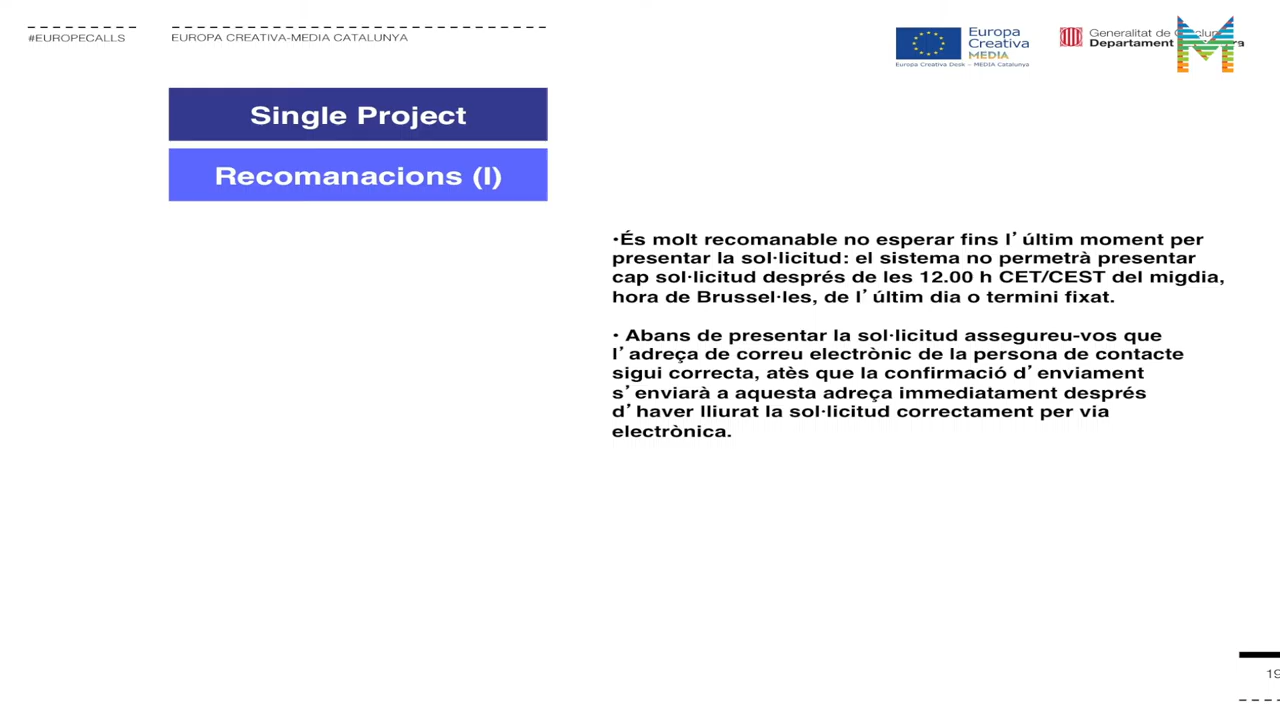 #EUROPECALLS
EUROPA CREATIVA-MEDIA CATALUNYA
Europa
Creativa
MEDIA
Europa Creativa Desk – MEDIA Catalunya
Generalitat de
Departament
Single Project
Recomanacions (I)
•És molt recomanable no esperar fins l’últim moment per
presentar la sol·licitud: el sistema no permetrà presentar
cap sol·licitud després de les 12.00 h CET/CEST del migdia,
hora de Brussel·les, de l’últim dia o termini fixat.
• Abans de presentar la sol·licitud assegureu-vos que
l’adreça de correu electrònic de la persona de contacte
sigui correcta, atès que la confirmació d’enviament
s’enviarà a aquesta adreça immediatament després
d’haver lliurat la sol·licitud correctament per via
electrònica.
19